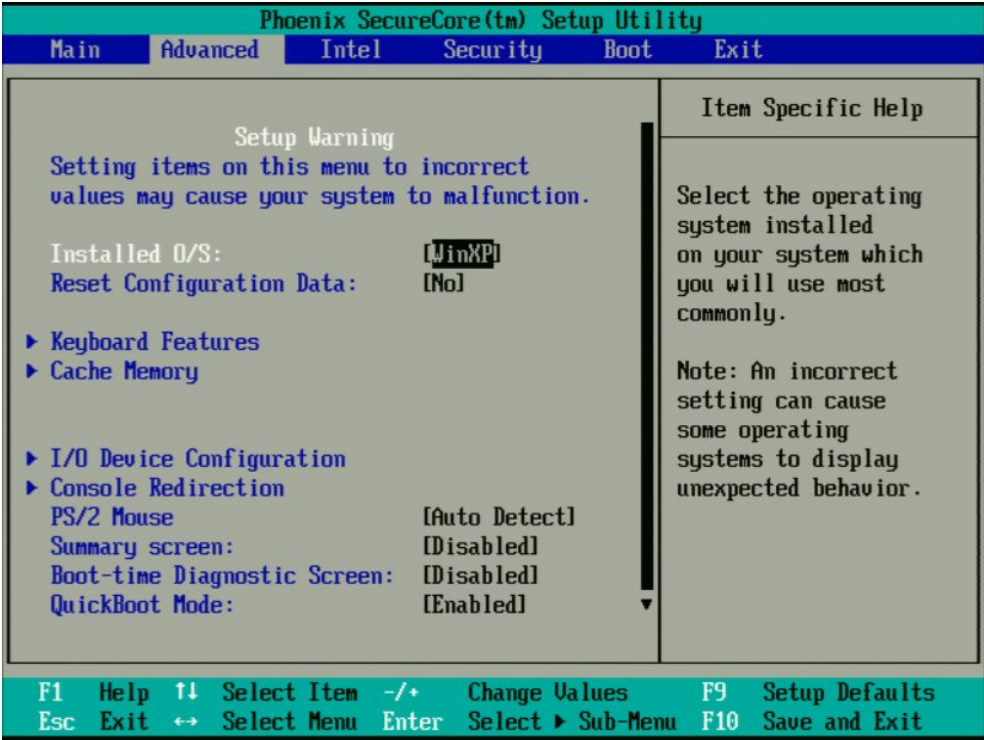 Phoenix SecureCore(tm) Setup Utility
Main Advanced Intel Security Boot Exit
Setup Warning
Setting items on this menu to incorrect
values may cause your system to malfunction.
Installed O/S: [WinXP]
Reset Configuration Data: [No]
▶ Keyboard Features
▶ Cache Memory
▶ I/O Device Configuration
▶ Console Redirection
PS/2 Mouse [Auto Detect]
Summary screen: [Disabled]
Boot-time Diagnostic Screen: [Disabled]
QuickBoot Mode: [Enabled]
Item Specific Help
Select the operating
system installed
on your system which
you will use most
commonly.
Note: An incorrect
setting can cause
some operating
systems to display
unexpected behavior.
F1 Help ↑↓ Select Item -/+ Change Values F9 Setup Defaults
Esc Exit ↔ Select Menu Enter Select ▶ Sub-Menu F10 Save and Exit